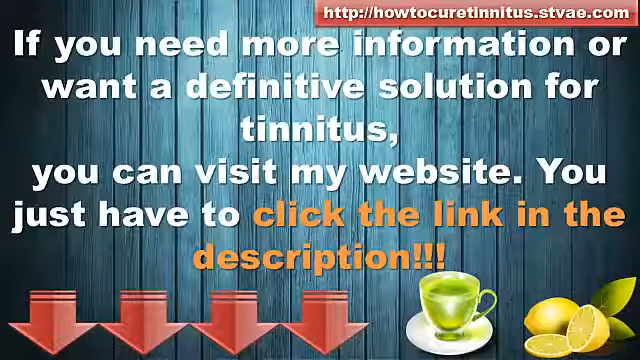 http://howtocuretinnitus.stvae.com
If you need more information or
want a definitive solution for
tinnitus,
you can visit my website. You
just have to click the link in the
description!!!